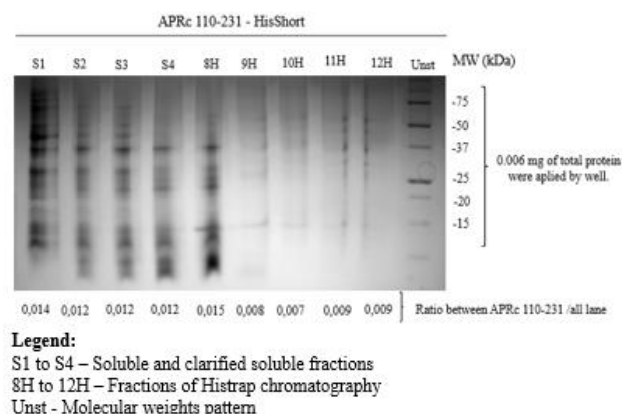 APRc 110-231 - HisShort
S1 S2 S3 S4 8H 9H 10H 11H 12H Unst MW (kDa)
-75
-50
-37
-25
-20
-15
0.006 mg of total protein
were aplied by well.
0,014 0,012 0,012 0,012 0,015 0,008 0,007 0,009 0,009 Ratio between APRc 110-231 /all lane
Legend:
S1 to S4 – Soluble and clarified soluble fractions
8H to 12H – Fractions of Histrap chromatography
Unst - Molecular weights pattern